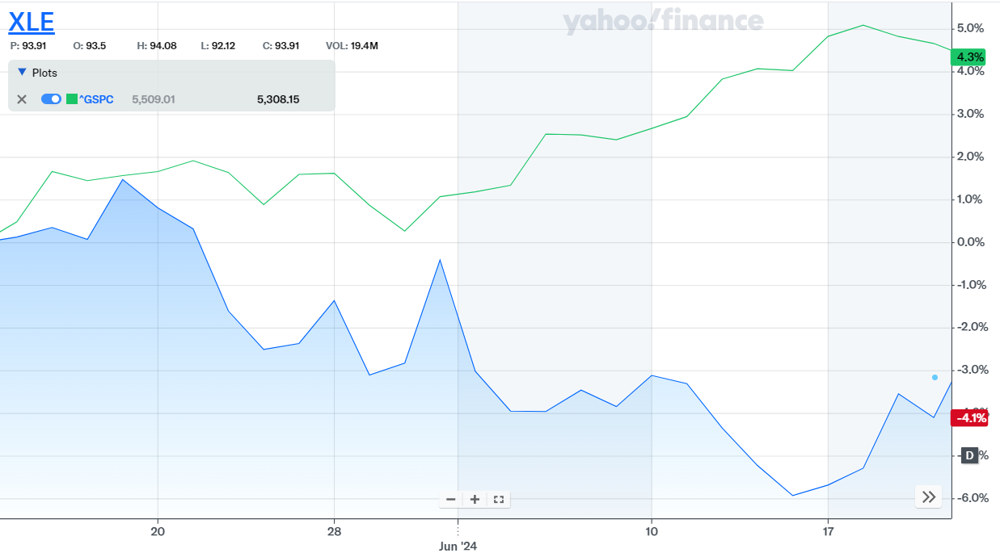 XLE
yahoo!finance
P: 93.91 O: 93.5 H: 94.08 L: 92.12 C: 93.91 VOL: 19.4M
Plots
^GSPC 5,509.01 5,308.15
5.0%
4.3%
4.0%
3.0%
2.0%
1.0%
0.0%
-1.0%
-2.0%
-3.0%
-4.1%
D
%
-6.0%
20 28 10 17
Jun '24